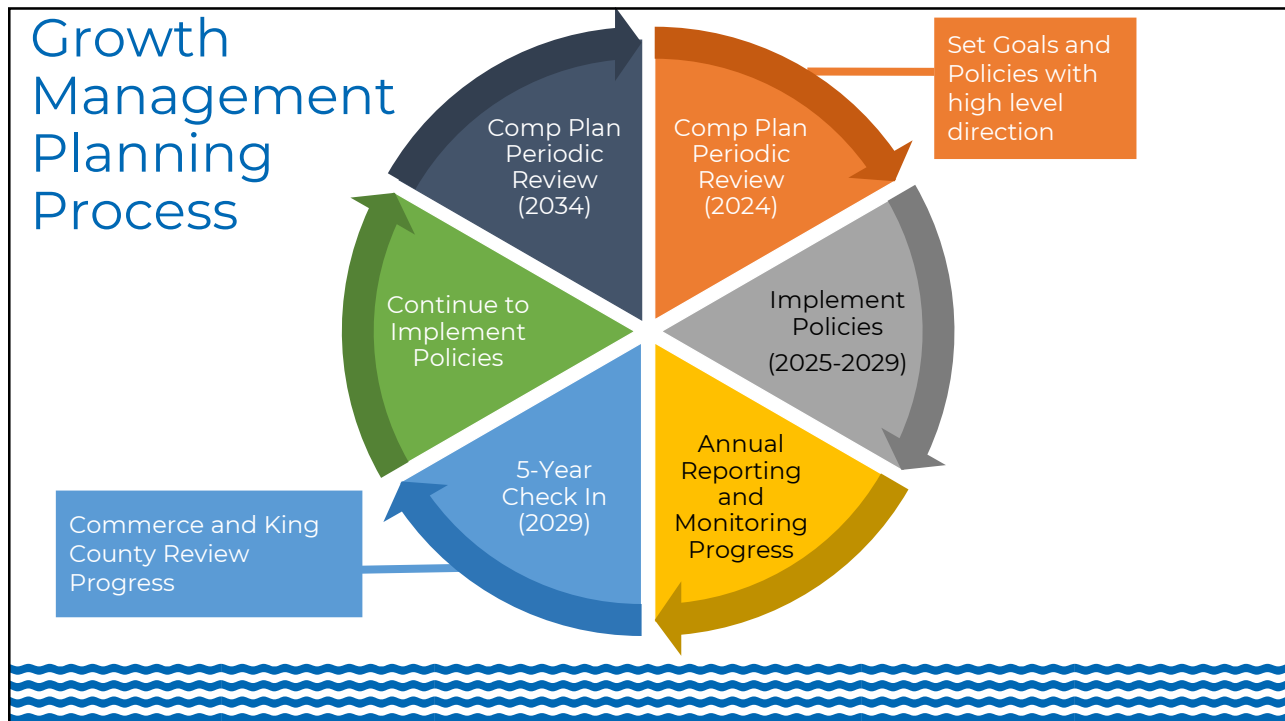 Growth
Management
Planning
Process
Comp Plan
Periodic
Review
(2034)
Comp Plan
Periodic
Review
(2024)
Set Goals and
Policies with
high level
direction
Implement
Policies
(2025-2029)
Annual
Reporting
and
Monitoring
Progress
5-Year
Check In
(2029)
Commerce and King
County Review
Progress
Continue to
Implement
Policies